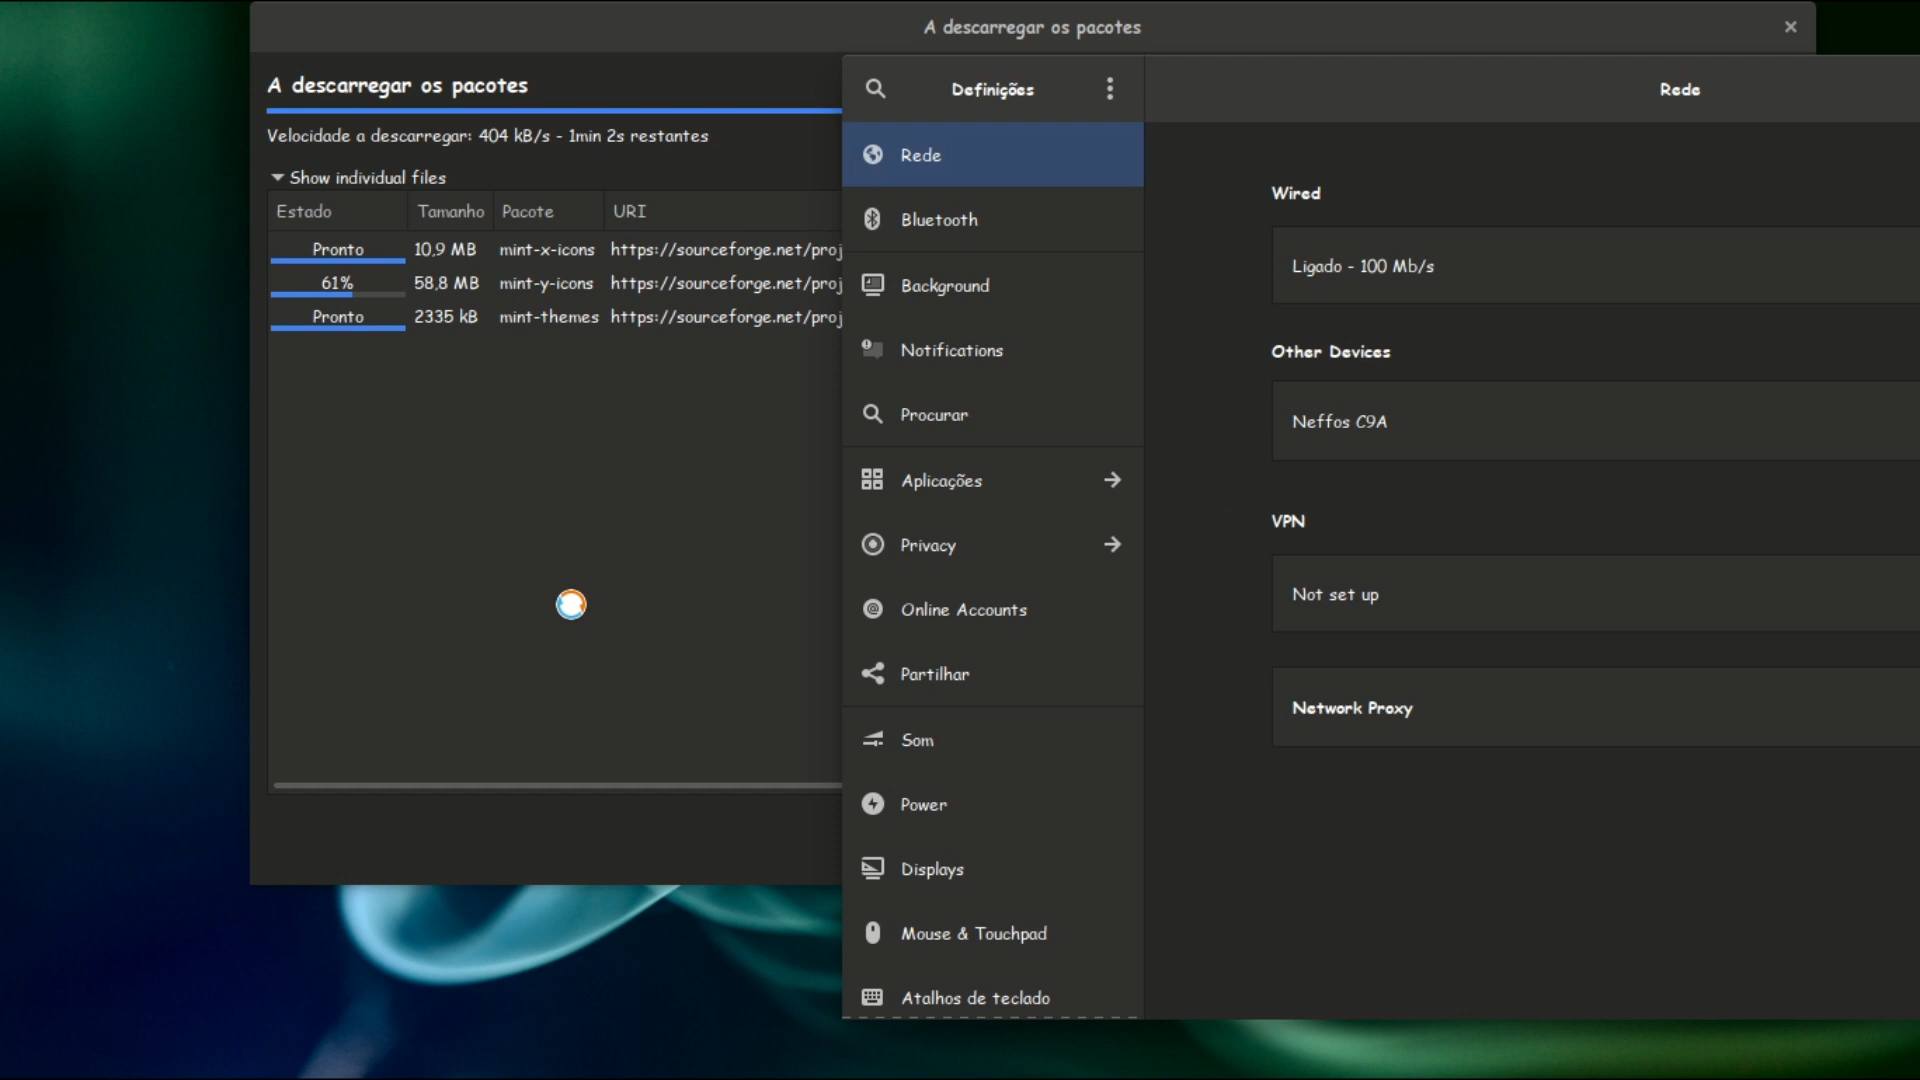 A descarregar os pacotes
A descarregar os pacotes
Velocidade a descarregar: 404 kB/s - 1min 2s restantes
Show individual files
Estado Tamanho Pacote URI
Pronto 10,9 MB mint-x-icons https://sourceforge.net/proj
61% 58,8 MB mint-y-icons https://sourceforge.net/proj
Pronto 2335 kB mint-themes https://sourceforge.net/proj
Definições
Rede
Bluetooth
Background
Notifications
Procurar
Aplicações
Privacy
Online Accounts
Partilhar
Som
Power
Displays
Mouse & Touchpad
Atalhos de teclado
Rede
Wired
Ligado - 100 Mb/s
Other Devices
Neffos C9A
VPN
Not set up
Network Proxy